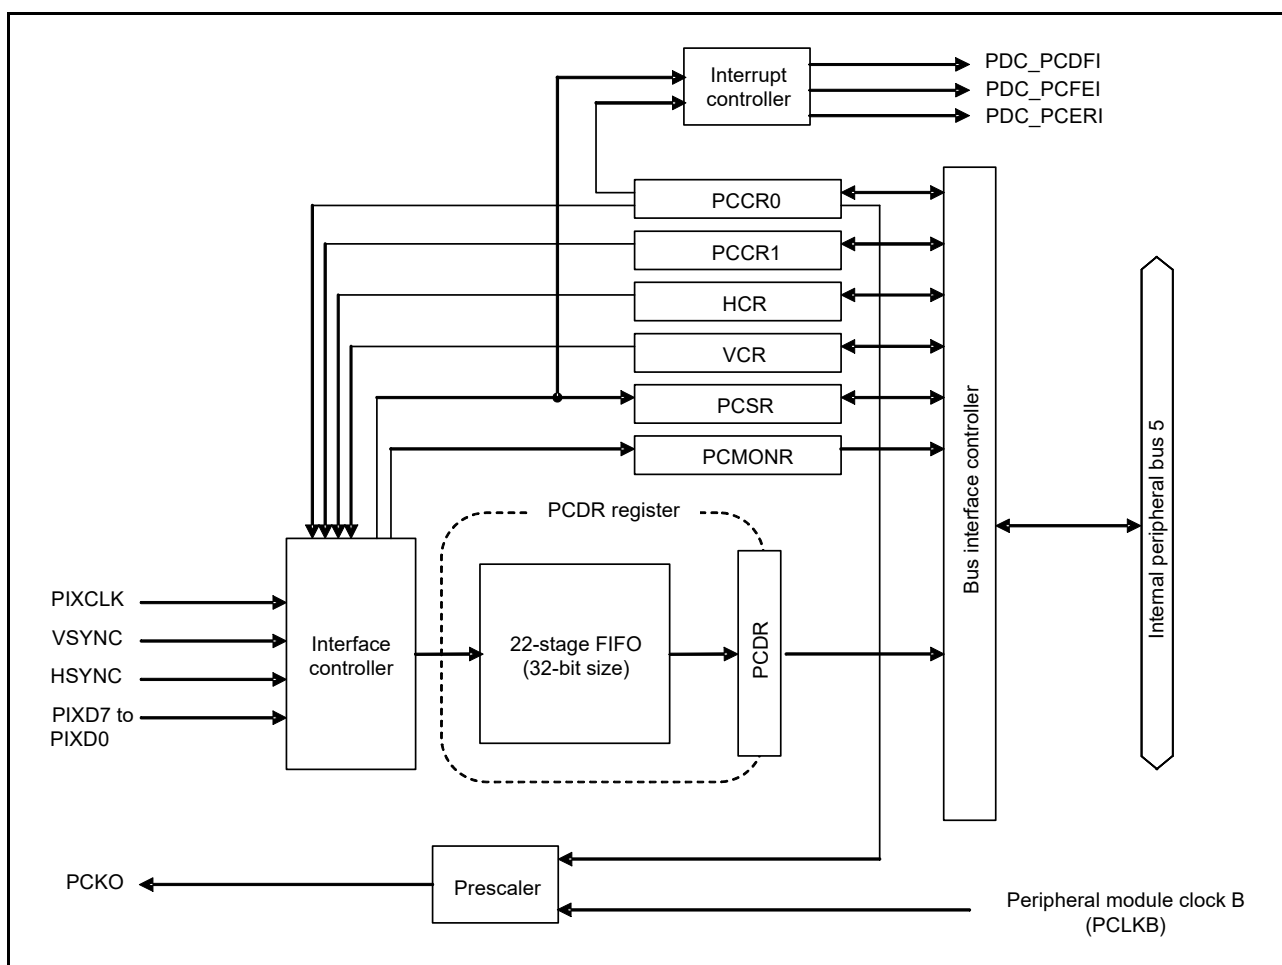 Interrupt
controller
PDC_PCDFI
PDC_PCFEI
PDC_PCERI
PCCR0
PCCR1
HCR
VCR
PCSR
PCMONR
Bus interface controller
Internal peripheral bus 5
PCDR register
PIXCLK
VSYNC
HSYNC
PIXD7 to
PIXD0
Interface
controller
22-stage FIFO
(32-bit size)
PCDR
PCKO
Prescaler
Peripheral module clock B
(PCLKB)